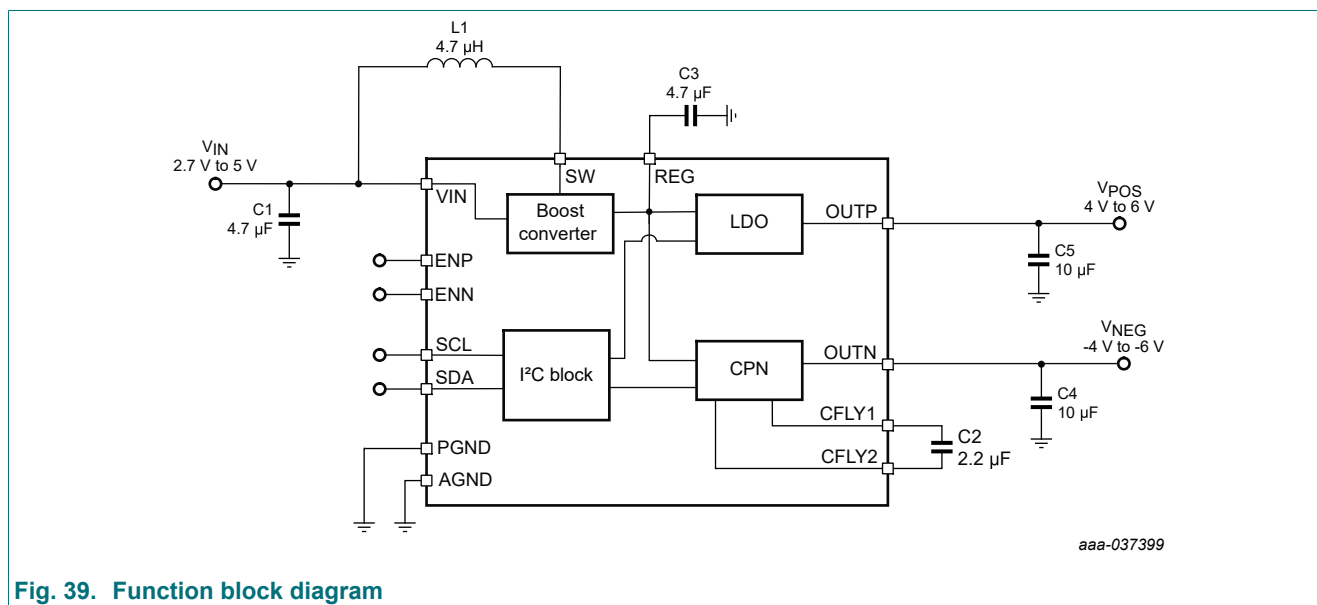 L1
4.7 µH
C3
4.7 µF
VIN
2.7 V to 5 V
C1
4.7 µF
SW
REG
VIN
Boost
converter
LDO
OUTP
VPOS
4 V to 6 V
C5
10 µF
ENP
ENN
SCL
SDA
I²C block
CPN
OUTN
VNEG
-4 V to -6 V
C4
10 µF
CFLY1
CFLY2
C2
2.2 µF
PGND
AGND
aaa-037399
Fig. 39. Function block diagram